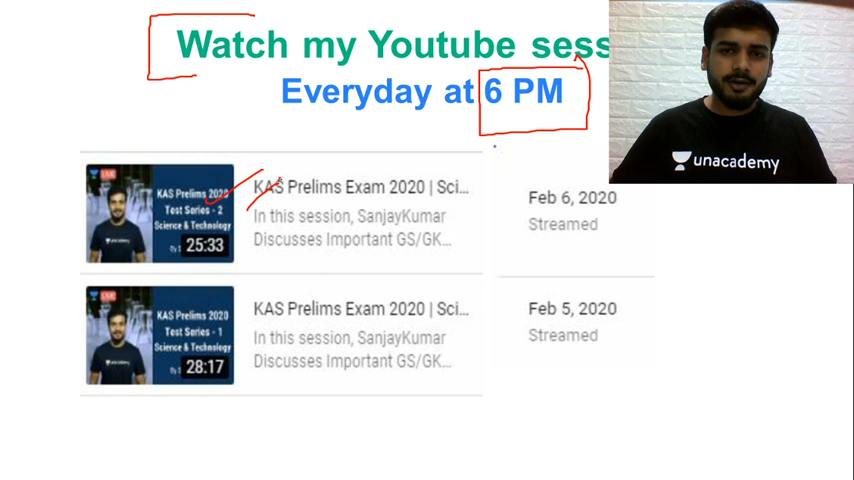 Watch my Youtube sess
Everyday at 6 PM
unacademy
LIVE
KAS Prelims 2020
Test Series - 2
Science & Technology
25:33
KAS Prelims Exam 2020 | Sci...
In this session, SanjayKumar
Discusses Important GS/GK...
Feb 6, 2020
Streamed
LIVE
KAS Prelims 2020
Test Series - 1
Science & Technology
28:17
KAS Prelims Exam 2020 | Sci...
In this session, SanjayKumar
Discusses Important GS/GK...
Feb 5, 2020
Streamed